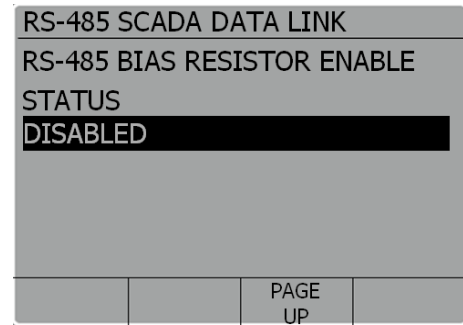 RS-485 SCADA DATA LINK
RS-485 BIAS RESISTOR ENABLE
STATUS
DISABLED
PAGE
UP